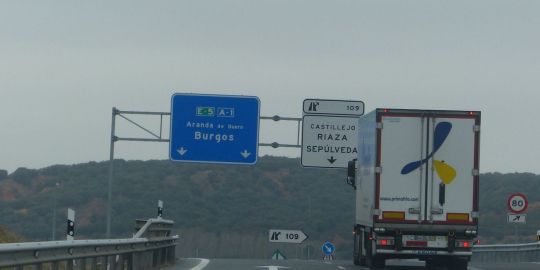 E-5 A-1
Aranda de Duero
Burgos
109
CASTILLEJO
RIAZA
SEPÚLVEDA
www.primafrio.com
80
109